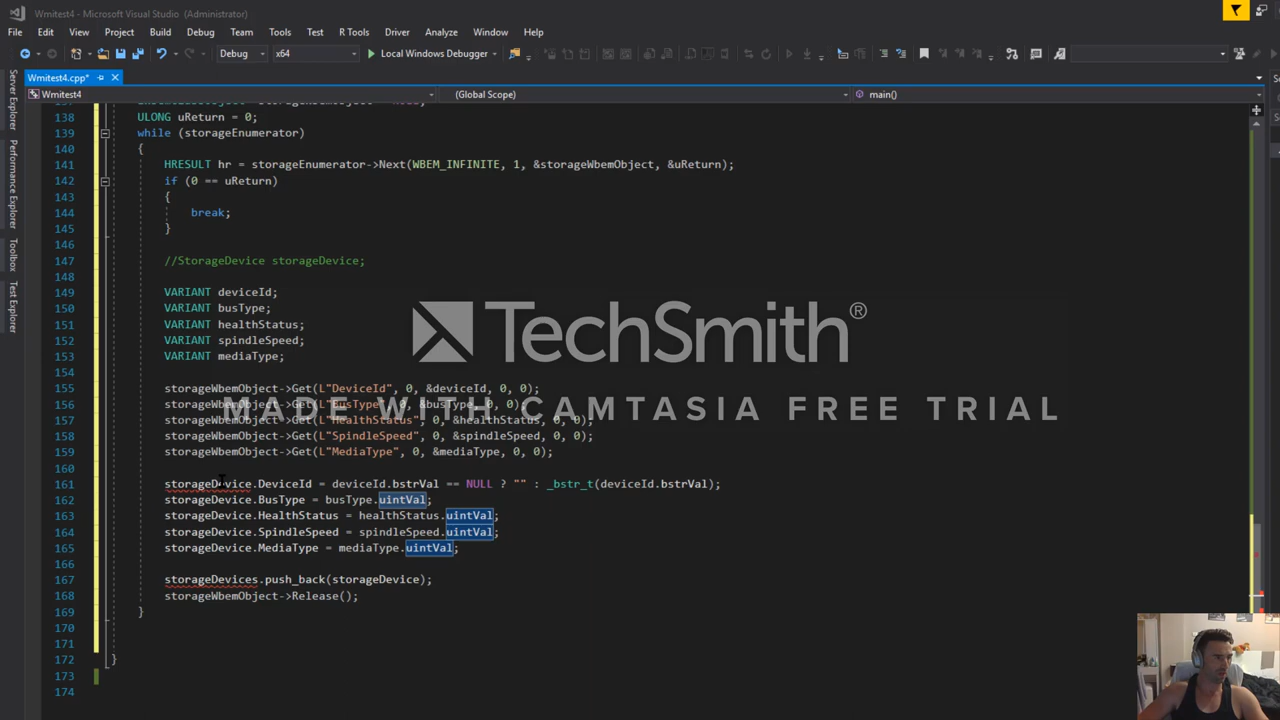 Wmitest4 - Microsoft Visual Studio (Administrator)
File Edit View Project Build Debug Team Tools Test R Tools Driver Analyze Window Help
Debug x64 Local Windows Debugger
Wmitest4.cpp*
Wmitest4 (Global Scope) main()
Server Explorer
Performance Explorer
Toolbox
Test Explorer
138 ULONG uReturn = 0;
139 while (storageEnumerator)
140 {
141 HRESULT hr = storageEnumerator->Next(WBEM_INFINITE, 1, &storageWbemObject, &uReturn);
142 if (0 == uReturn)
143 {
144 break;
145 }
146
147 //StorageDevice storageDevice;
148
149 VARIANT deviceId;
150 VARIANT busType;
151 VARIANT healthStatus;
152 VARIANT spindleSpeed;
153 VARIANT mediaType;
154
155 storageWbemObject->Get(L"DeviceId", 0, &deviceId, 0, 0);
156 storageWbemObject->Get(L"BusType", 0, &busType, 0, 0);
157 storageWbemObject->Get(L"HealthStatus", 0, &healthStatus, 0, 0);
158 storageWbemObject->Get(L"SpindleSpeed", 0, &spindleSpeed, 0, 0);
159 storageWbemObject->Get(L"MediaType", 0, &mediaType, 0, 0);
160
161 storageDevice.DeviceId = deviceId.bstrVal == NULL ? "" : _bstr_t(deviceId.bstrVal);
162 storageDevice.BusType = busType.uintVal;
163 storageDevice.HealthStatus = healthStatus.uintVal;
164 storageDevice.SpindleSpeed = spindleSpeed.uintVal;
165 storageDevice.MediaType = mediaType.uintVal;
166
167 storageDevices.push_back(storageDevice);
168 storageWbemObject->Release();
169 }
170
171
172 }
173
174
TechSmith®
MADE WITH CAMTASIA FREE TRIAL